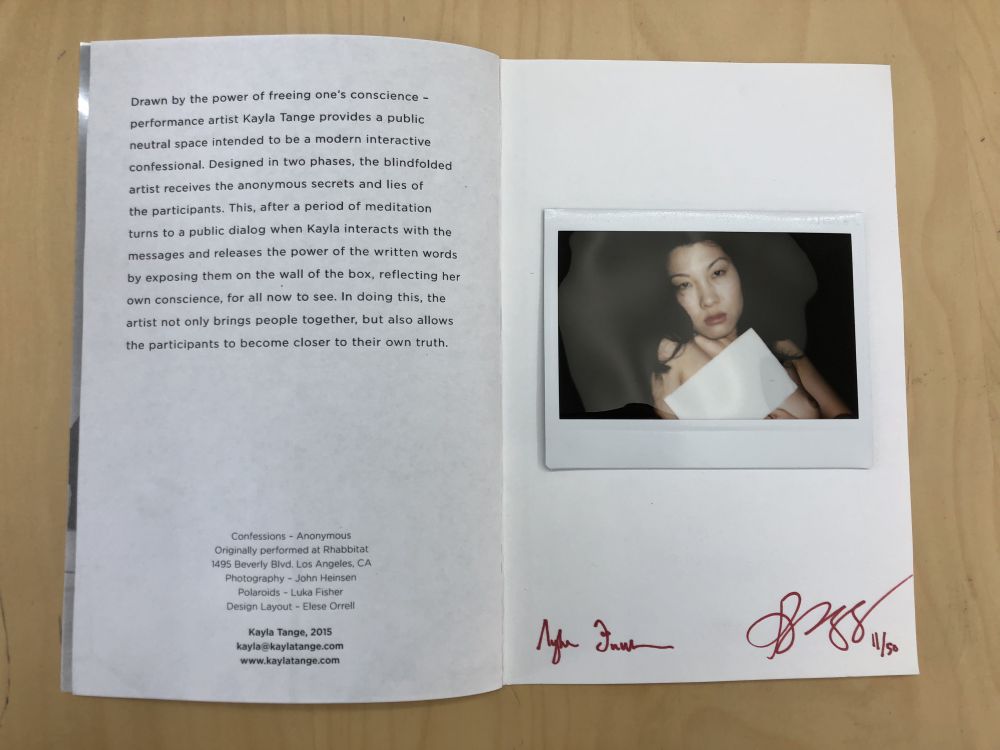 Drawn by the power of freeing one's conscience –
performance artist Kayla Tange provides a public
neutral space intended to be a modern interactive
confessional. Designed in two phases, the blindfolded
artist receives the anonymous secrets and lies of
the participants. This, after a period of meditation
turns to a public dialog when Kayla interacts with the
messages and releases the power of the written words
by exposing them on the wall of the box, reflecting her
own conscience, for all now to see. In doing this, the
artist not only brings people together, but also allows
the participants to become closer to their own truth.
Confessions – Anonymous
Originally performed at Rhabbitat
1495 Beverly Blvd. Los Angeles, CA
Photography – John Heinsen
Polaroids – Luka Fisher
Design Layout – Elese Orrell
Kayla Tange, 2015
kayla@kaylatange.com
www.kaylatange.com
11/50